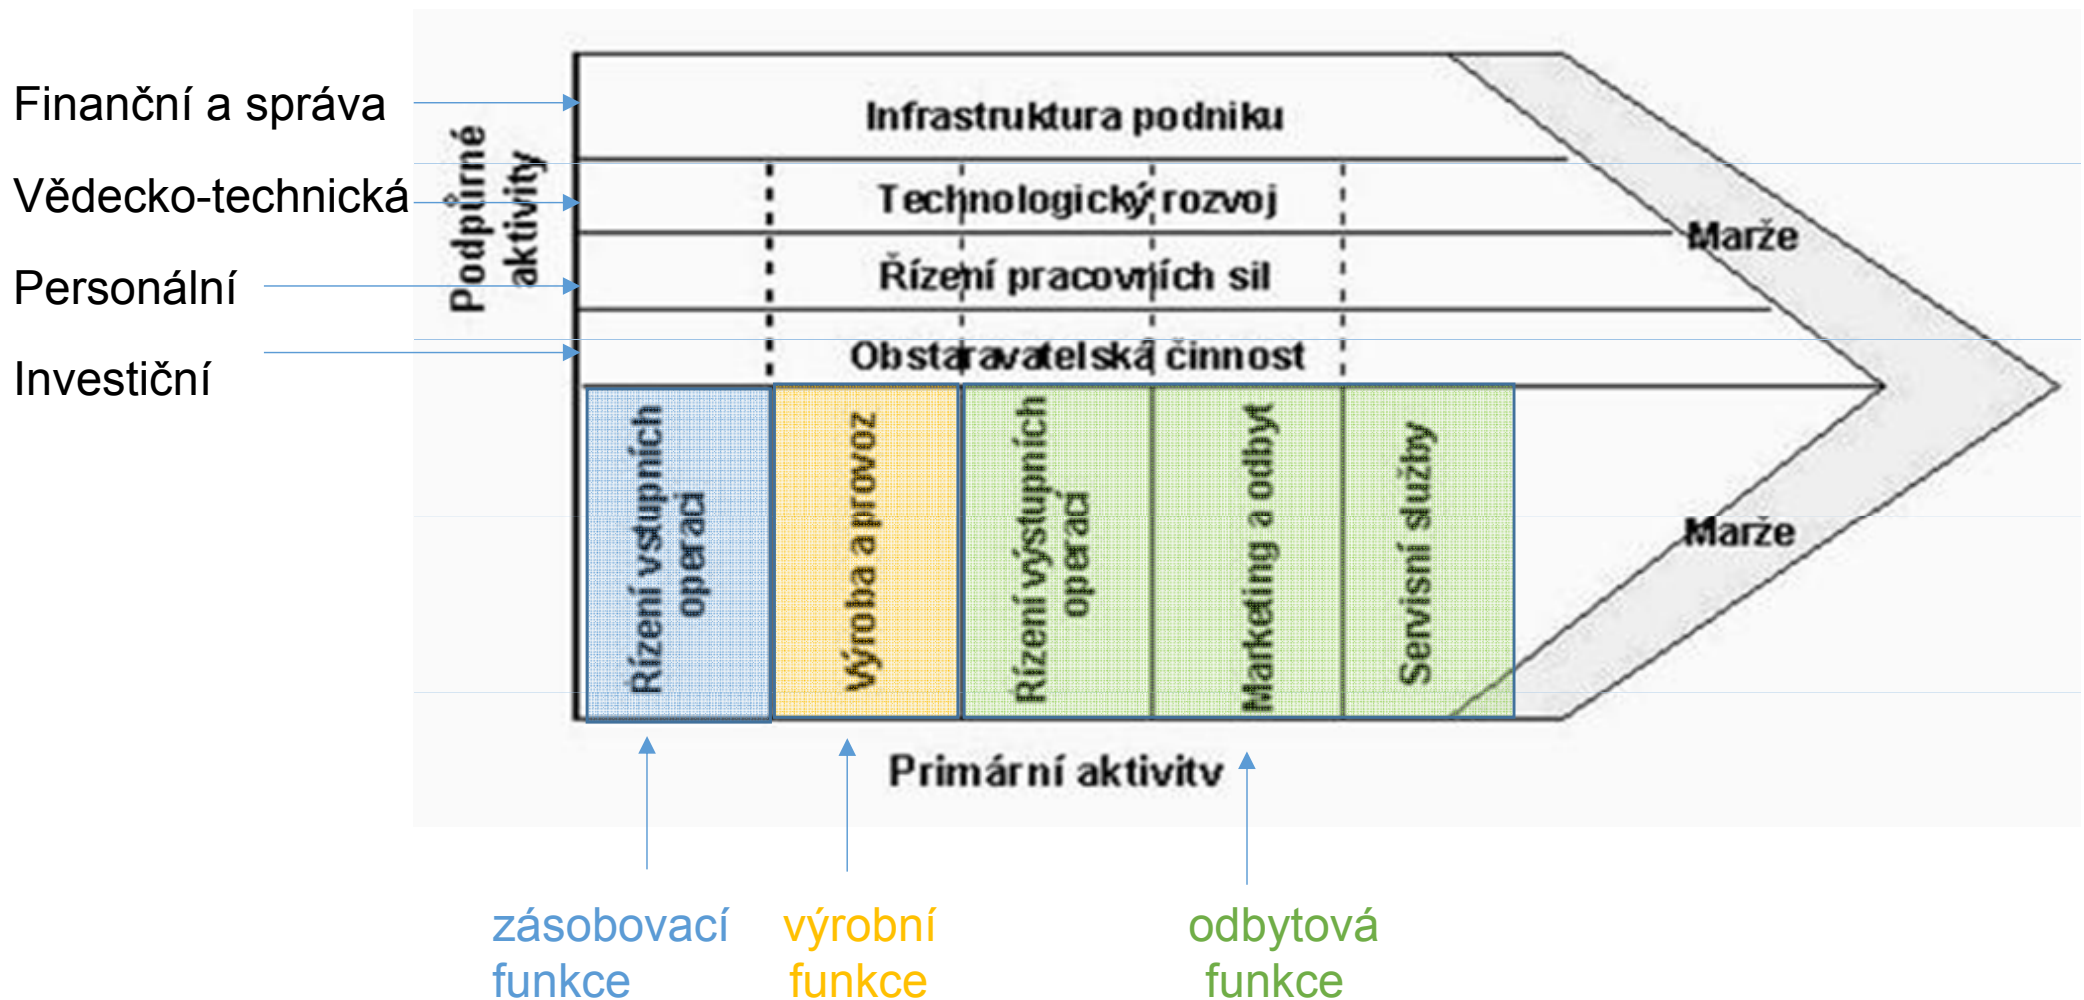 Finanční a správa
Vědecko-technická
Personální
Investiční
Podpůrné
aktivity
Infrastruktura podniku
Technologický rozvoj
Řízení pracovních sil
Obstaravatelská činnost
Marže
Marže
Řízení vstupních
operací
Výroba a provoz
Řízení výstupních
operací
Marketing a odbyt
Servisní služby
Primární aktivity
zásobovací
funkce
výrobní
funkce
odbytová
funkce